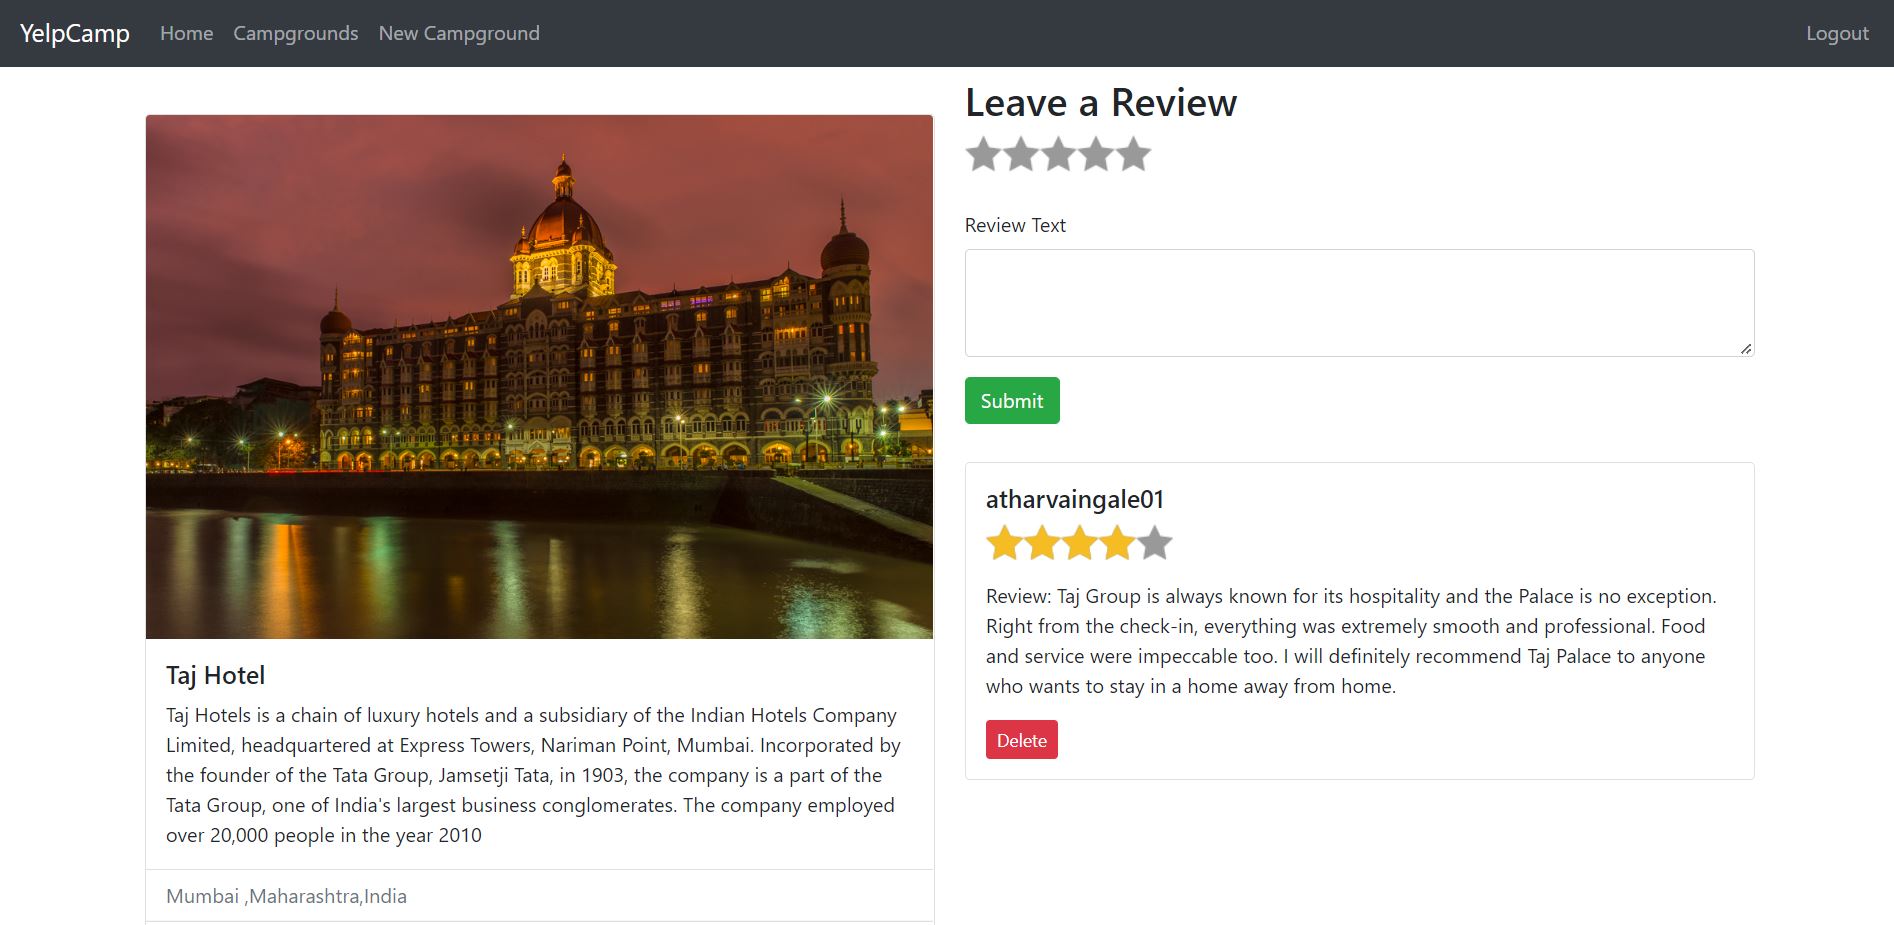 YelpCamp
Home
Campgrounds
New Campground
Logout
Taj Hotel
Taj Hotels is a chain of luxury hotels and a subsidiary of the Indian Hotels Company
Limited, headquartered at Express Towers, Nariman Point, Mumbai. Incorporated by
the founder of the Tata Group, Jamsetji Tata, in 1903, the company is a part of the
Tata Group, one of India's largest business conglomerates. The company employed
over 20,000 people in the year 2010
Mumbai ,Maharashtra,India
Leave a Review
Review Text
Submit
atharvaingale01
Review: Taj Group is always known for its hospitality and the Palace is no exception.
Right from the check-in, everything was extremely smooth and professional. Food
and service were impeccable too. I will definitely recommend Taj Palace to anyone
who wants to stay in a home away from home.
Delete